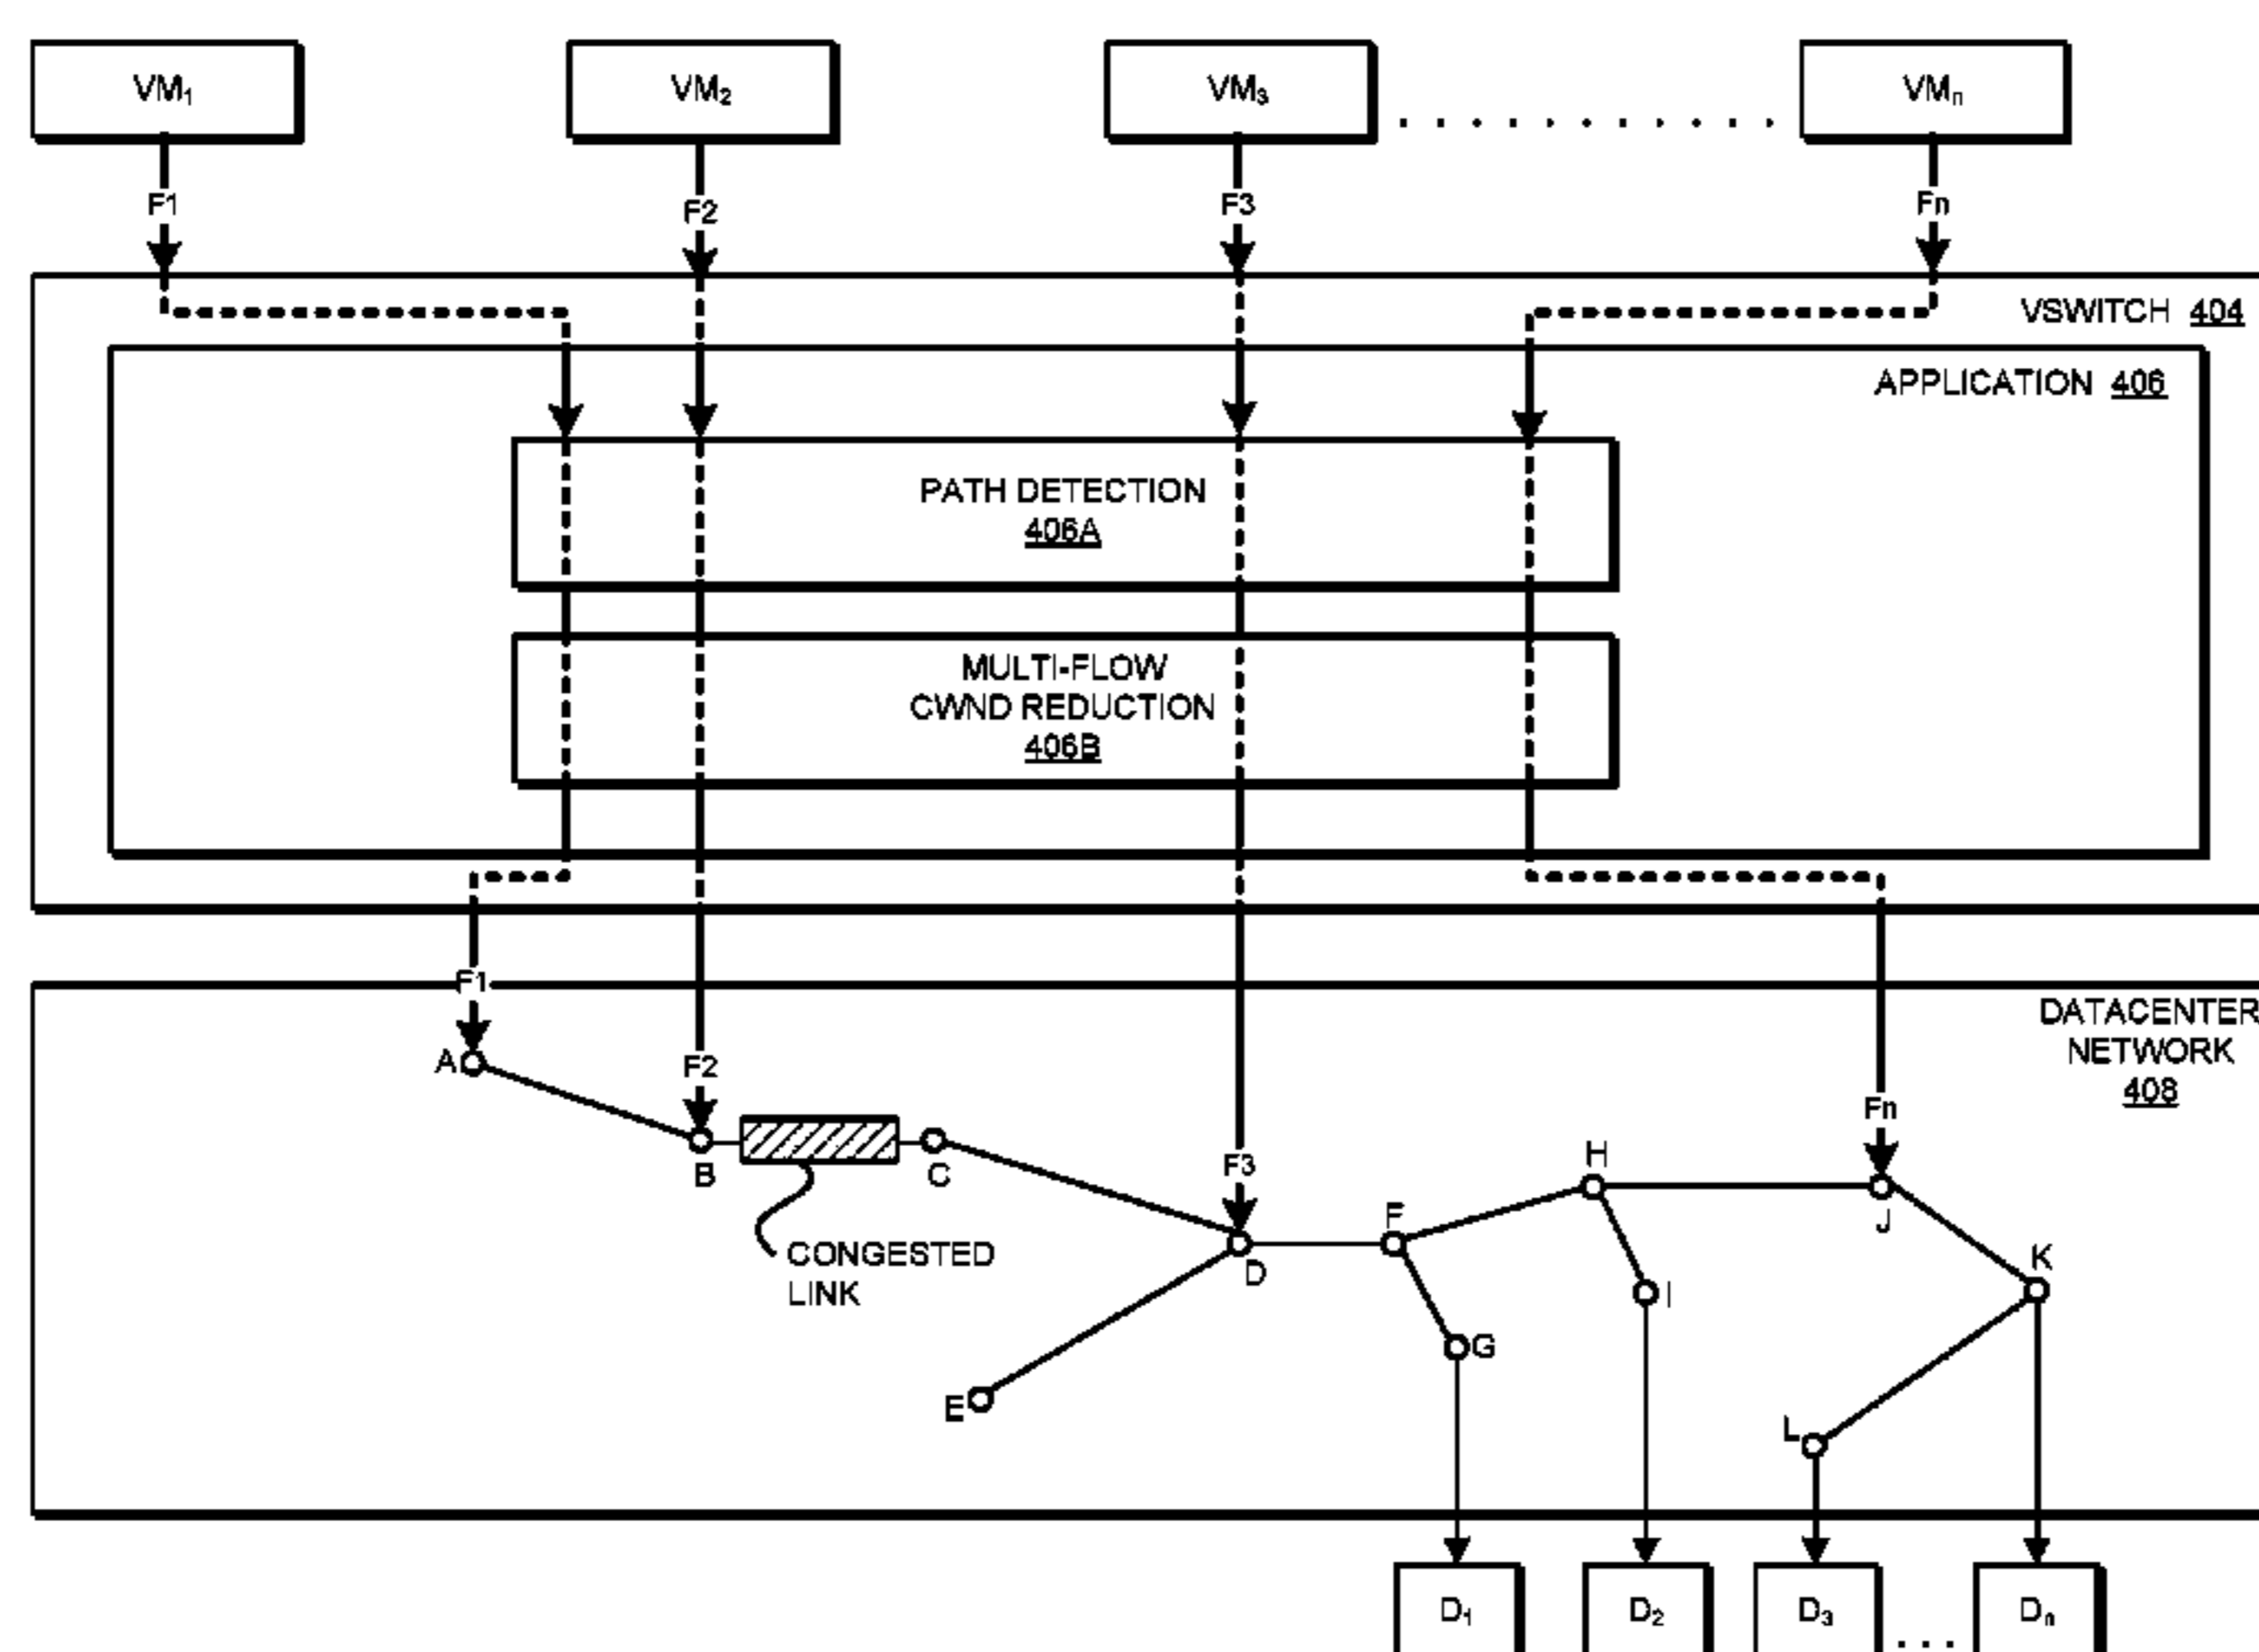 VM₁
VM₂
VM₃
VMₙ
F1
F2
F3
Fn
VSWITCH 404
APPLICATION 406
PATH DETECTION
406A
MULTI-FLOW
CWND REDUCTION
406B
F1
DATACENTER
NETWORK
408
A
F2
Fn
B
C
F3
H
F
J
CONGESTED
LINK
D
K
I
G
E
L
D₁
D₂
D₃
Dₙ